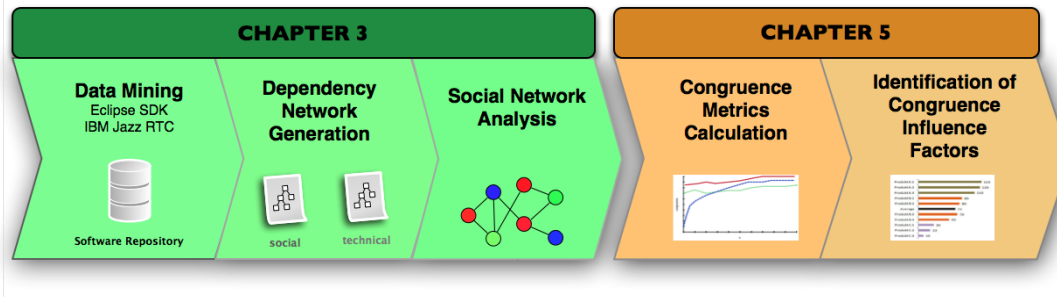 CHAPTER 3
CHAPTER 5
Data Mining
Eclipse SDK
IBM Jazz RTC
Software Repository
Dependency
Network
Generation
social
technical
Social Network
Analysis
Congruence
Metrics
Calculation
Identification of
Congruence
Influence
Factors